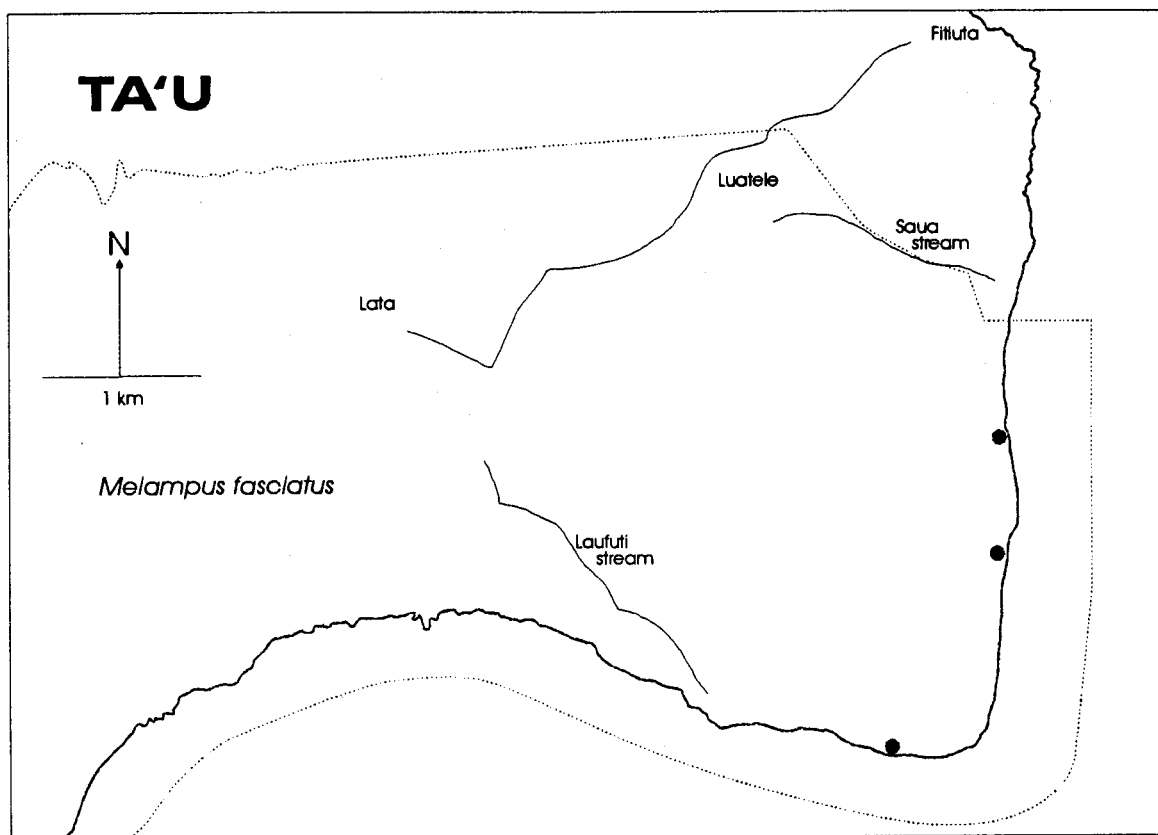 Fitiuta
TA‘U
Luatele
Saua
stream
N
Lata
1 km
Melampus fasciatus
Laufuti
stream